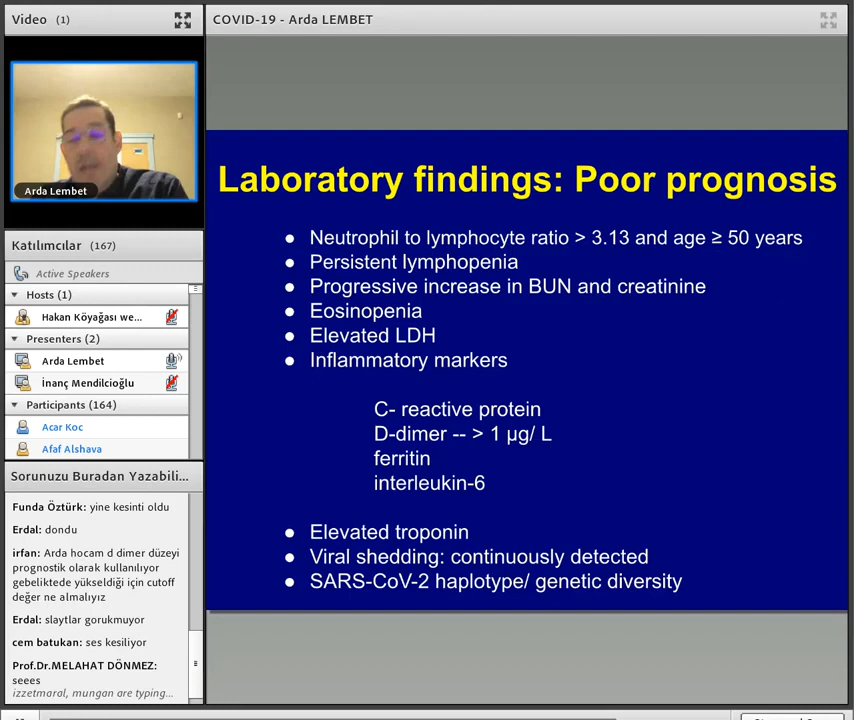 Video (1)
Arda Lembet
Katılımcılar (167)
Active Speakers
Hosts (1)
Hakan Köyağası we...
Presenters (2)
Arda Lembet
İnanç Mendilcioğlu
Participants (164)
Acar Koc
Afaf Alshava
Sorunuzu Buradan Yazabili...
Funda Öztürk: yine kesinti oldu
Erdal: dondu
irfan: Arda hocam d dimer düzeyi
prognostik olarak kullanılıyor
gebeliktede yükseldiği için cutoff
değer ne almalıyız
Erdal: slaytlar gorukmuyor
cem batukan: ses kesiliyor
Prof.Dr.MELAHAT DÖNMEZ:
seees
izzetmaral, mungan are typing...
COVID-19 - Arda LEMBET
Laboratory findings: Poor prognosis
● Neutrophil to lymphocyte ratio > 3.13 and age ≥ 50 years
● Persistent lymphopenia
● Progressive increase in BUN and creatinine
● Eosinopenia
● Elevated LDH
● Inflammatory markers
C- reactive protein
D-dimer -- > 1 μg/ L
ferritin
interleukin-6
● Elevated troponin
● Viral shedding: continuously detected
● SARS-CoV-2 haplotype/ genetic diversity